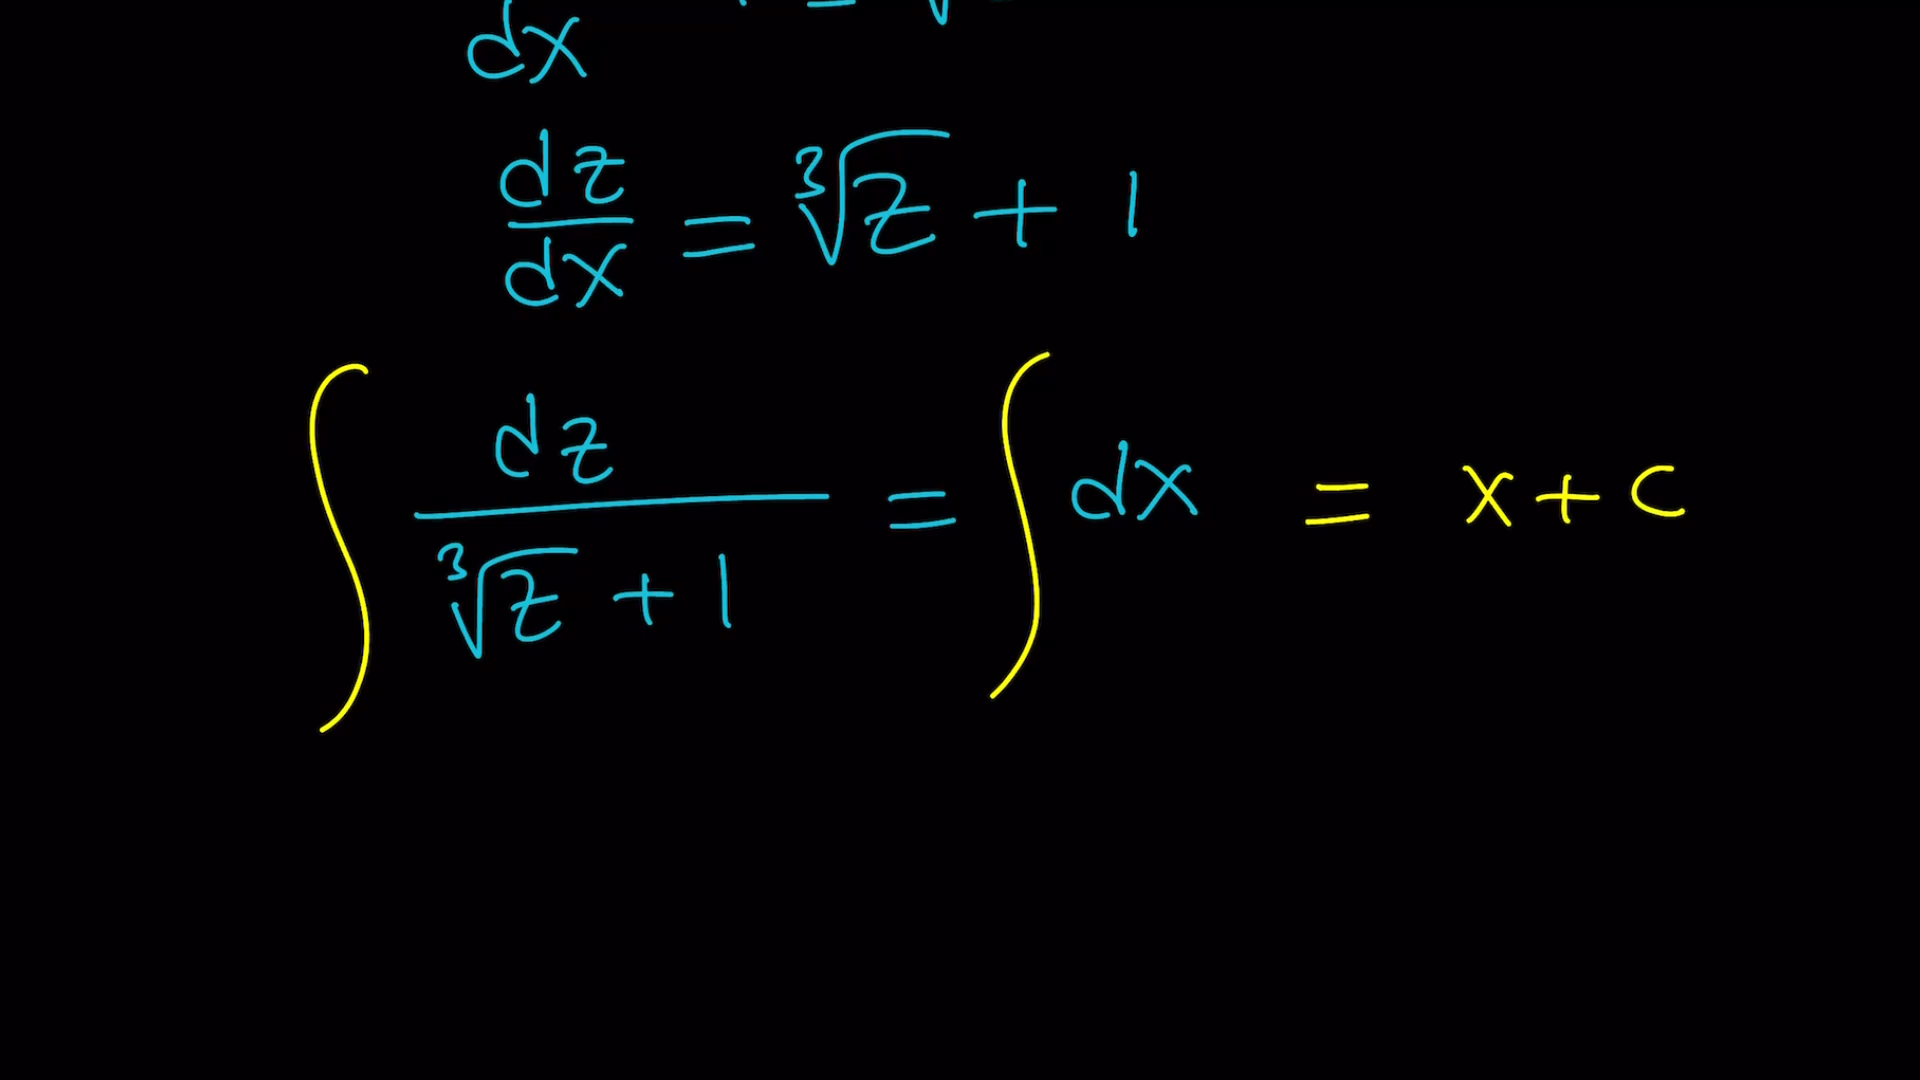 dx
dz/dx = ∛z + 1
∫ dz/(∛z + 1) = ∫ dx = x + c